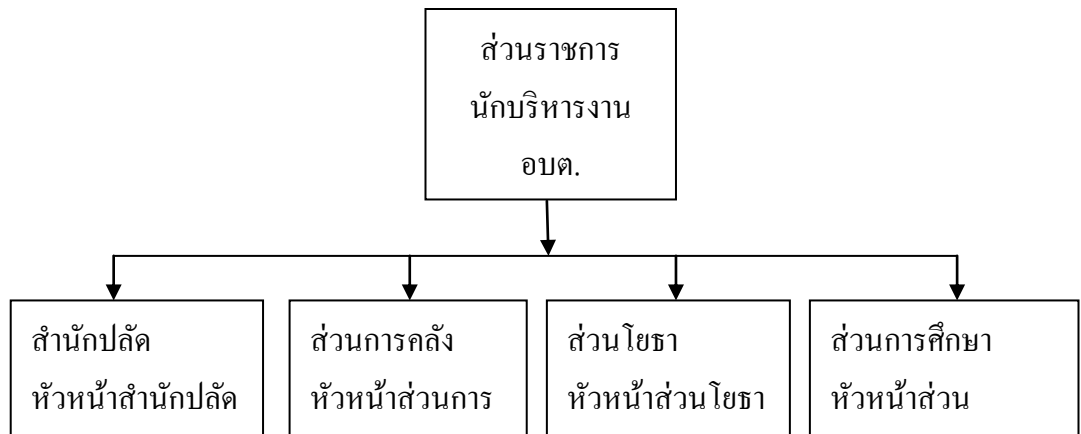 ส่วนราชการ
นักบริหารงาน
อบต.
สำนักปลัด
หัวหน้าสำนักปลัด
ส่วนการคลัง
หัวหน้าส่วนการ
ส่วนโยธา
หัวหน้าส่วนโยธา
ส่วนการศึกษา
หัวหน้าส่วน